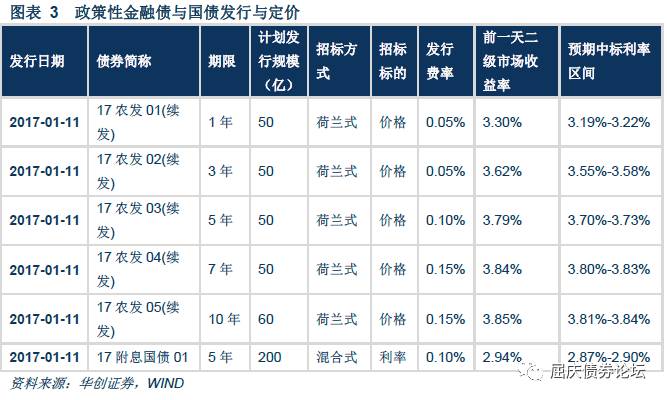 图表 3 政策性金融债与国债发行与定价
发行日期 债券简称 期限 计划发行规模（亿） 招标方式 招标标的 发行费率 前一天二级市场收益率 预期中标利率区间
2017-01-11 17 农发 01(续发) 1 年 50 荷兰式 价格 0.05% 3.30% 3.19%-3.22%
2017-01-11 17 农发 02(续发) 3 年 50 荷兰式 价格 0.05% 3.62% 3.55%-3.58%
2017-01-11 17 农发 03(续发) 5 年 50 荷兰式 价格 0.10% 3.79% 3.70%-3.73%
2017-01-11 17 农发 04(续发) 7 年 50 荷兰式 价格 0.15% 3.84% 3.80%-3.83%
2017-01-11 17 农发 05(续发) 10 年 60 荷兰式 价格 0.15% 3.85% 3.81%-3.84%
2017-01-11 17 附息国债 01 5 年 200 混合式 利率 0.10% 2.94% 2.87%-2.90%
资料来源：华创证券，WIND
屈庆债券论坛